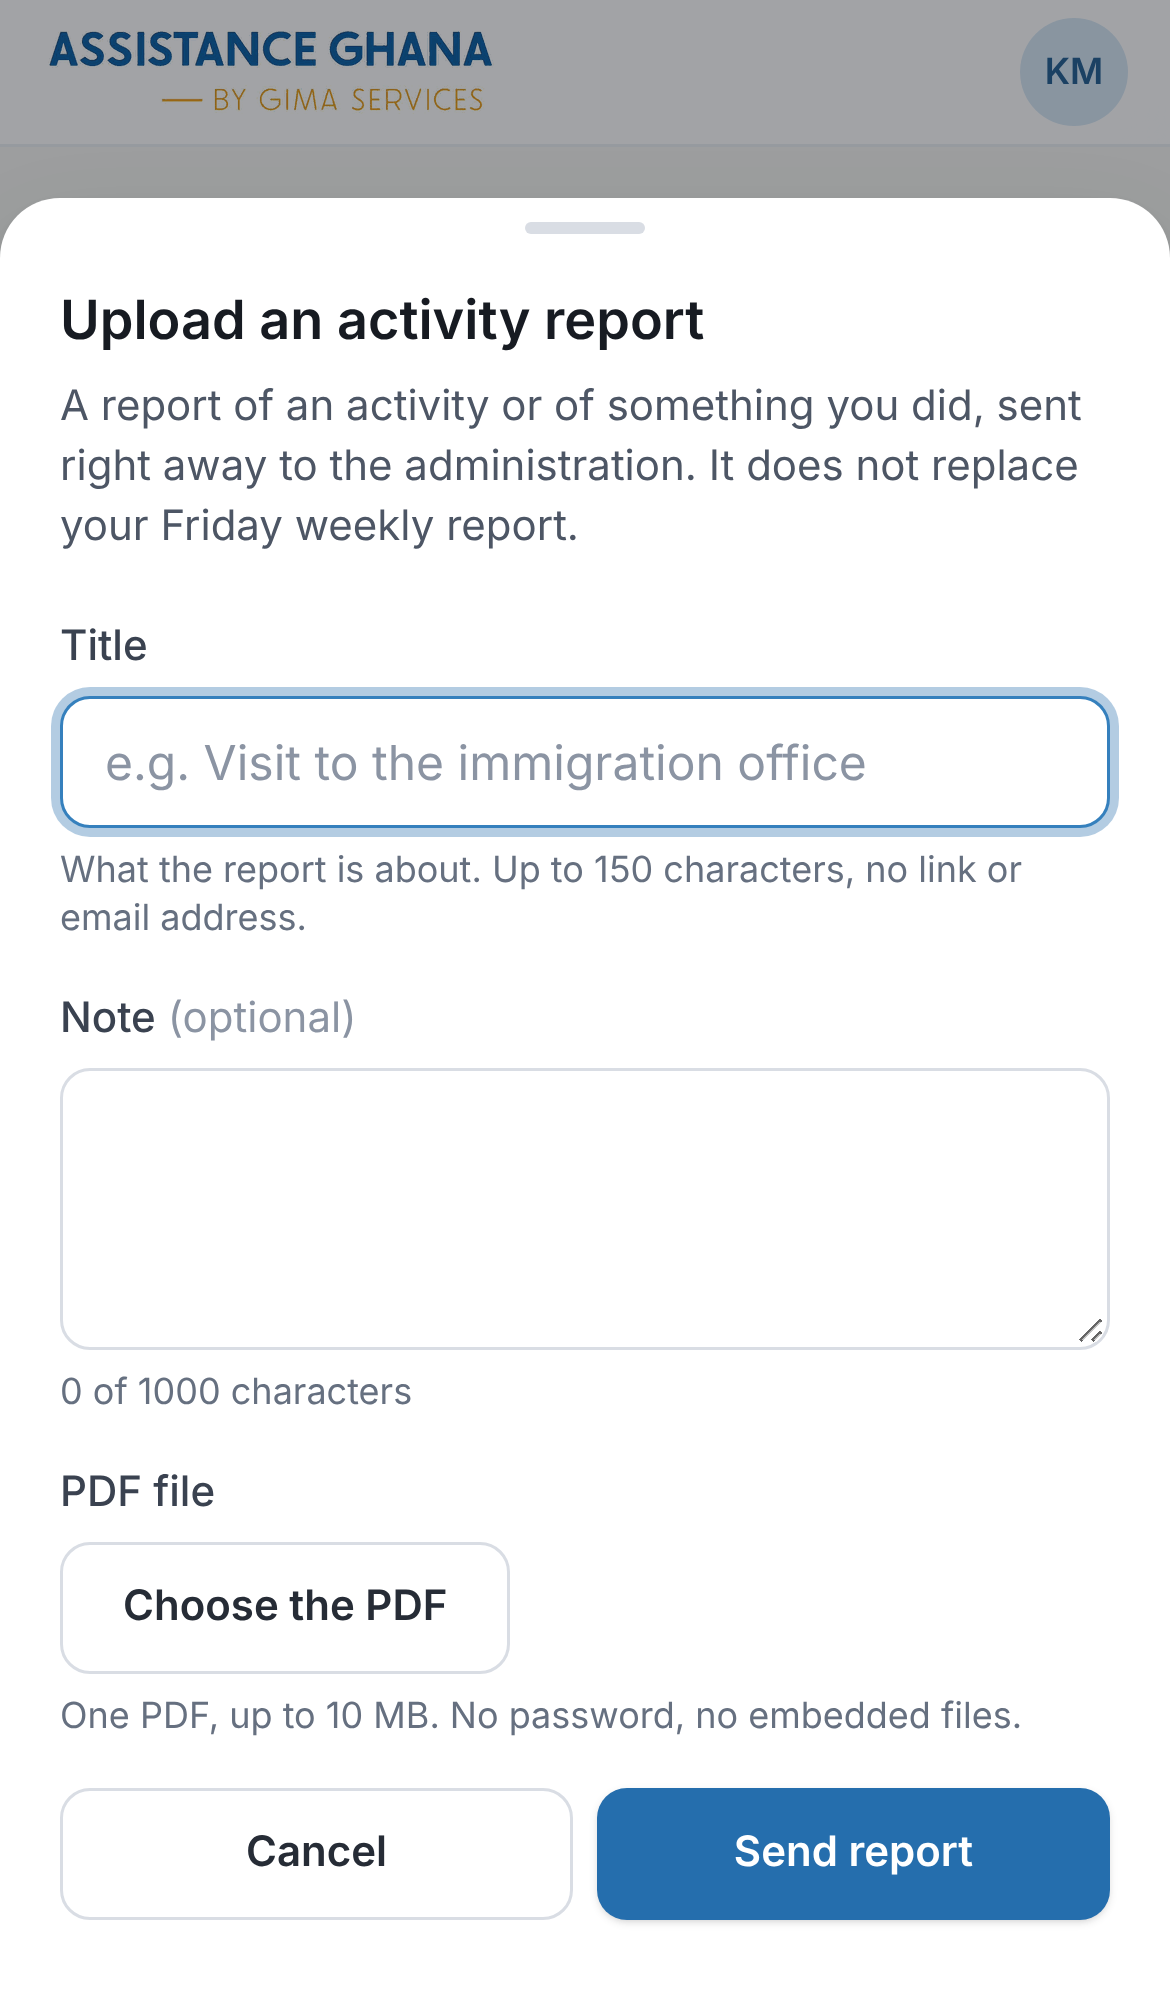 ASSISTANCE GHANA
BY GIMA SERVICES
KM
Upload an activity report
A report of an activity or of something you did, sent
right away to the administration. It does not replace
your Friday weekly report.
Title
e.g. Visit to the immigration office
What the report is about. Up to 150 characters, no link or
email address.
Note (optional)
0 of 1000 characters
PDF file
Choose the PDF
One PDF, up to 10 MB. No password, no embedded files.
Cancel
Send report